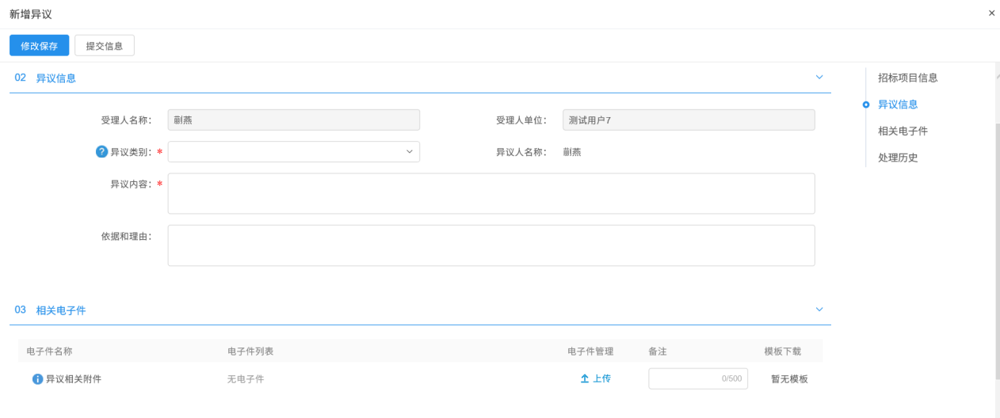 新增异议
×
修改保存 提交信息
02 异议信息
招标项目信息
异议信息
相关电子件
处理历史
受理人名称： 蒯燕 受理人单位： 测试用户7
? 异议类别：* 异议人名称： 蒯燕
异议内容：*
依据和理由：
03 相关电子件
电子件名称 电子件列表 电子件管理 备注 模板下载
异议相关附件 无电子件 上传 0/500 暂无模板